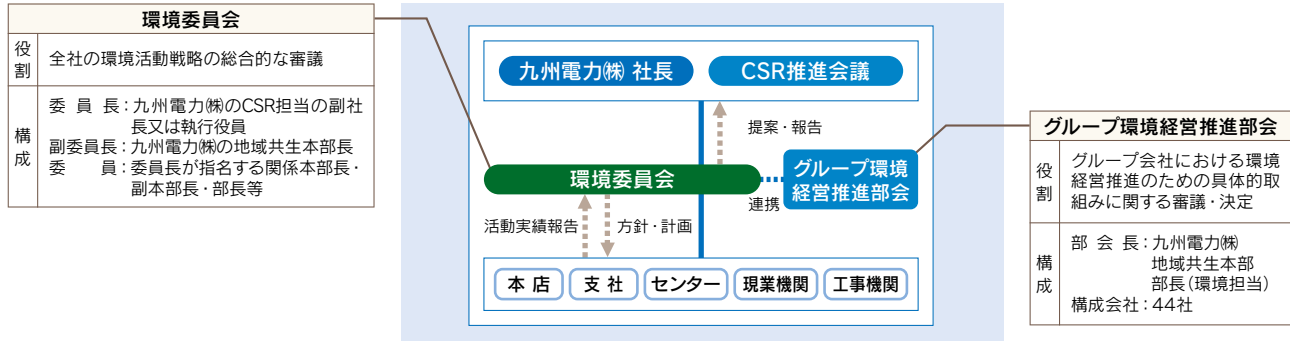 環境委員会
役割
全社の環境活動戦略の総合的な審議
構成
委員長：九州電力㈱のCSR担当の副社
長又は執行役員
副委員長：九州電力㈱の地域共生本部長
委員：委員長が指名する関係本部長・
副本部長・部長等
九州電力㈱ 社長
CSR推進会議
提案・報告
環境委員会
グループ環境
経営推進部会
連携
活動実績報告
方針・計画
本店
支社
センター
現業機関
工事機関
グループ環境経営推進部会
役割
グループ会社における環境
経営推進のための具体的取
組みに関する審議・決定
構成
部会長：九州電力㈱
地域共生本部
部長（環境担当）
構成会社：44社